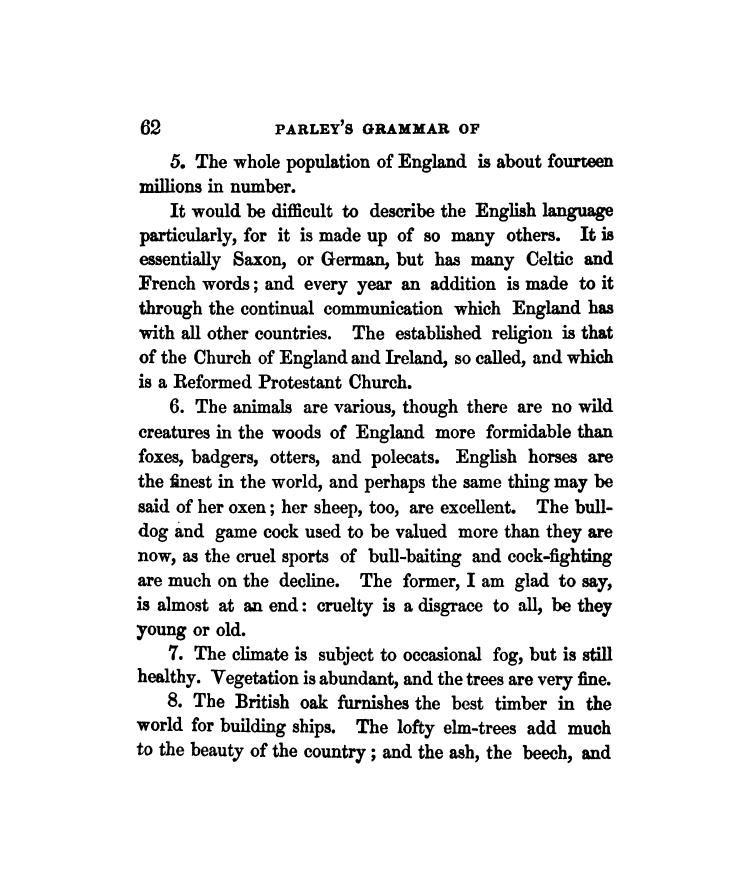 62 PARLEY'S GRAMMAR OF
5. The whole population of England is about fourteen
millions in number.
It would be difficult to describe the English language
particularly, for it is made up of so many others. It is
essentially Saxon, or German, but has many Celtic and
French words; and every year an addition is made to it
through the continual communication which England has
with all other countries. The established religion is that
of the Church of England and Ireland, so called, and which
is a Reformed Protestant Church.
6. The animals are various, though there are no wild
creatures in the woods of England more formidable than
foxes, badgers, otters, and polecats. English horses are
the finest in the world, and perhaps the same thing may be
said of her oxen; her sheep, too, are excellent. The bull-
dog and game cock used to be valued more than they are
now, as the cruel sports of bull-baiting and cock-fighting
are much on the decline. The former, I am glad to say,
is almost at an end: cruelty is a disgrace to all, be they
young or old.
7. The climate is subject to occasional fog, but is still
healthy. Vegetation is abundant, and the trees are very fine.
8. The British oak furnishes the best timber in the
world for building ships. The lofty elm-trees add much
to the beauty of the country; and the ash, the beech, and